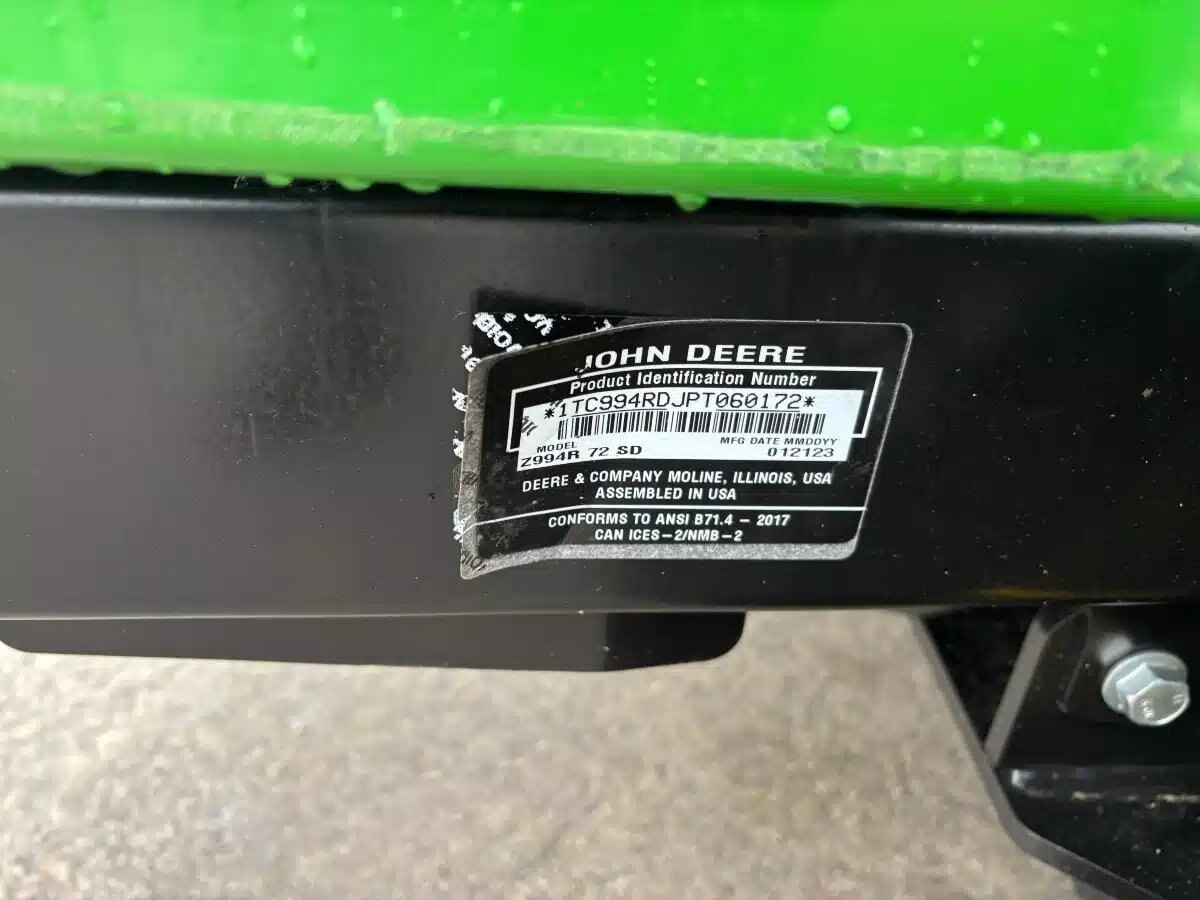 JOHN DEERE
Product Identification Number
*1TC994RDJPT060172*
MODEL MFG DATE MMDDYY
Z994R 72 SD 012123
DEERE & COMPANY MOLINE, ILLINOIS, USA
ASSEMBLED IN USA
CONFORMS TO ANSI B71.4 – 2017
CAN ICES–2/NMB–2